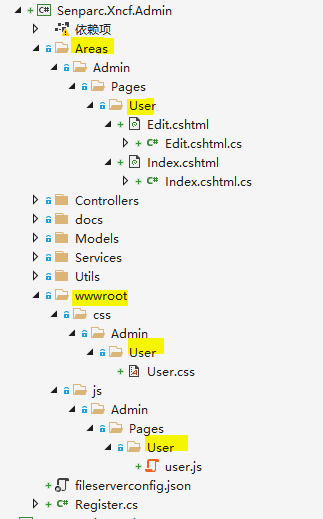 Senparc.Xncf.Admin
依赖项
Areas
Admin
Pages
User
Edit.cshtml
Edit.cshtml.cs
Index.cshtml
Index.cshtml.cs
Controllers
docs
Models
Services
Utils
wwwroot
css
Admin
User
User.css
js
Admin
Pages
User
user.js
fileserverconfig.json
Register.cs